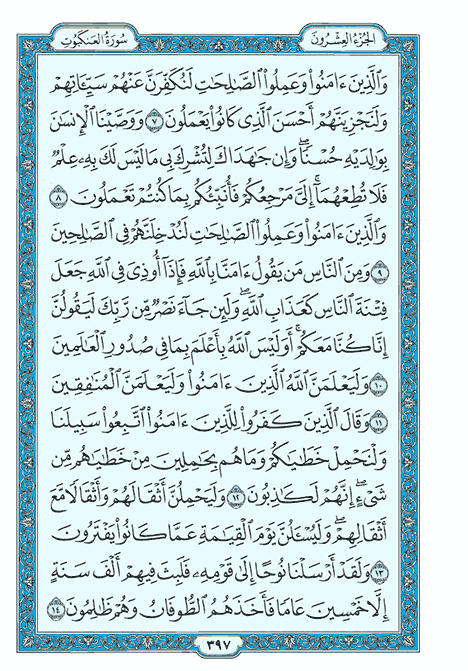 الجزء العشرون سورة العنكبوت
وَٱلَّذِينَ ءَامَنُوا۟ وَعَمِلُوا۟ ٱلصَّٰلِحَٰتِ لَنُكَفِّرَنَّ عَنْهُمْ سَيِّـَٔاتِهِمْ
وَلَنَجْزِيَنَّهُمْ أَحْسَنَ ٱلَّذِى كَانُوا۟ يَعْمَلُونَ ٧ وَوَصَّيْنَا ٱلْإِنسَٰنَ
بِوَٰلِدَيْهِ حُسْنًا ۖ وَإِن جَٰهَدَاكَ لِتُشْرِكَ بِى مَا لَيْسَ لَكَ بِهِۦ عِلْمٌ
فَلَا تُطِعْهُمَآ ۚ إِلَىَّ مَرْجِعُكُمْ فَأُنَبِّئُكُم بِمَا كُنتُمْ تَعْمَلُونَ ٨
وَٱلَّذِينَ ءَامَنُوا۟ وَعَمِلُوا۟ ٱلصَّٰلِحَٰتِ لَنُدْخِلَنَّهُمْ فِى ٱلصَّٰلِحِينَ
٩ وَمِنَ ٱلنَّاسِ مَن يَقُولُ ءَامَنَّا بِٱللَّهِ فَإِذَآ أُوذِىَ فِى ٱللَّهِ جَعَلَ
فِتْنَةَ ٱلنَّاسِ كَعَذَابِ ٱللَّهِ ۖ وَلَئِن جَآءَ نَصْرٌ مِّن رَّبِّكَ لَيَقُولُنَّ
إِنَّا كُنَّا مَعَكُمْ ۚ أَوَلَيْسَ ٱللَّهُ بِأَعْلَمَ بِمَا فِى صُدُورِ ٱلْعَٰلَمِينَ
١٠ وَلَيَعْلَمَنَّ ٱللَّهُ ٱلَّذِينَ ءَامَنُوا۟ وَلَيَعْلَمَنَّ ٱلْمُنَٰفِقِينَ
١١ وَقَالَ ٱلَّذِينَ كَفَرُوا۟ لِلَّذِينَ ءَامَنُوا۟ ٱتَّبِعُوا۟ سَبِيلَنَا
وَلْنَحْمِلْ خَطَٰيَٰكُمْ وَمَا هُم بِحَٰمِلِينَ مِنْ خَطَٰيَٰهُم مِّن
شَىْءٍ ۖ إِنَّهُمْ لَكَٰذِبُونَ ١٢ وَلَيَحْمِلُنَّ أَثْقَالَهُمْ وَأَثْقَالًا مَّعَ
أَثْقَالِهِمْ ۖ وَلَيُسْـَٔلُنَّ يَوْمَ ٱلْقِيَٰمَةِ عَمَّا كَانُوا۟ يَفْتَرُونَ
١٣ وَلَقَدْ أَرْسَلْنَا نُوحًا إِلَىٰ قَوْمِهِۦ فَلَبِثَ فِيهِمْ أَلْفَ سَنَةٍ
إِلَّا خَمْسِينَ عَامًا فَأَخَذَهُمُ ٱلطُّوفَانُ وَهُمْ ظَٰلِمُونَ ١٤
٣٩٧